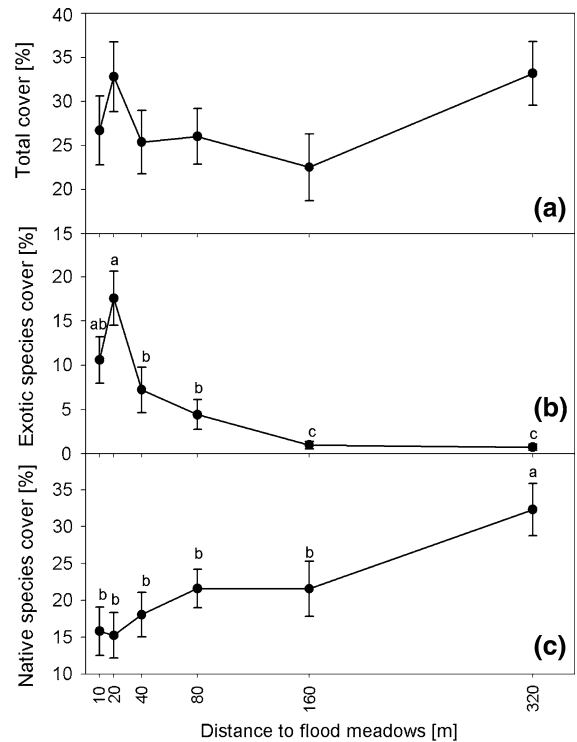 40
35
30
25
20
15
Total cover [%]
(a)
20
15
10
5
0
Exotic species cover [%]
ab
a
b
b
c
c
(b)
35
30
25
20
15
10
Native species cover [%]
b
b
b
b
b
a
(c)
10
20
40
80
160
320
Distance to flood meadows [m]